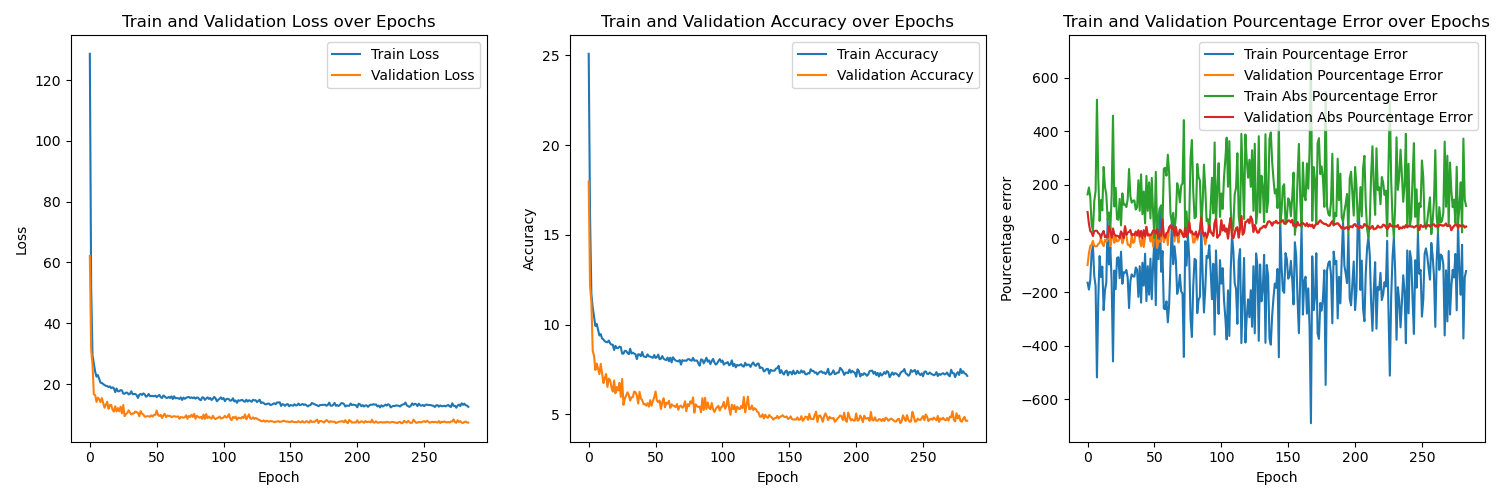 Train and Validation Loss over Epochs
Train Loss
Validation Loss
120
100
80
60
40
20
Loss
0
50
100
150
200
250
Epoch
Train and Validation Accuracy over Epochs
Train Accuracy
Validation Accuracy
25
20
15
10
5
Accuracy
0
50
100
150
200
250
Epoch
Train and Validation Pourcentage Error over Epochs
Train Pourcentage Error
Validation Pourcentage Error
Train Abs Pourcentage Error
Validation Abs Pourcentage Error
600
400
200
0
−200
−400
−600
Pourcentage error
0
50
100
150
200
250
Epoch